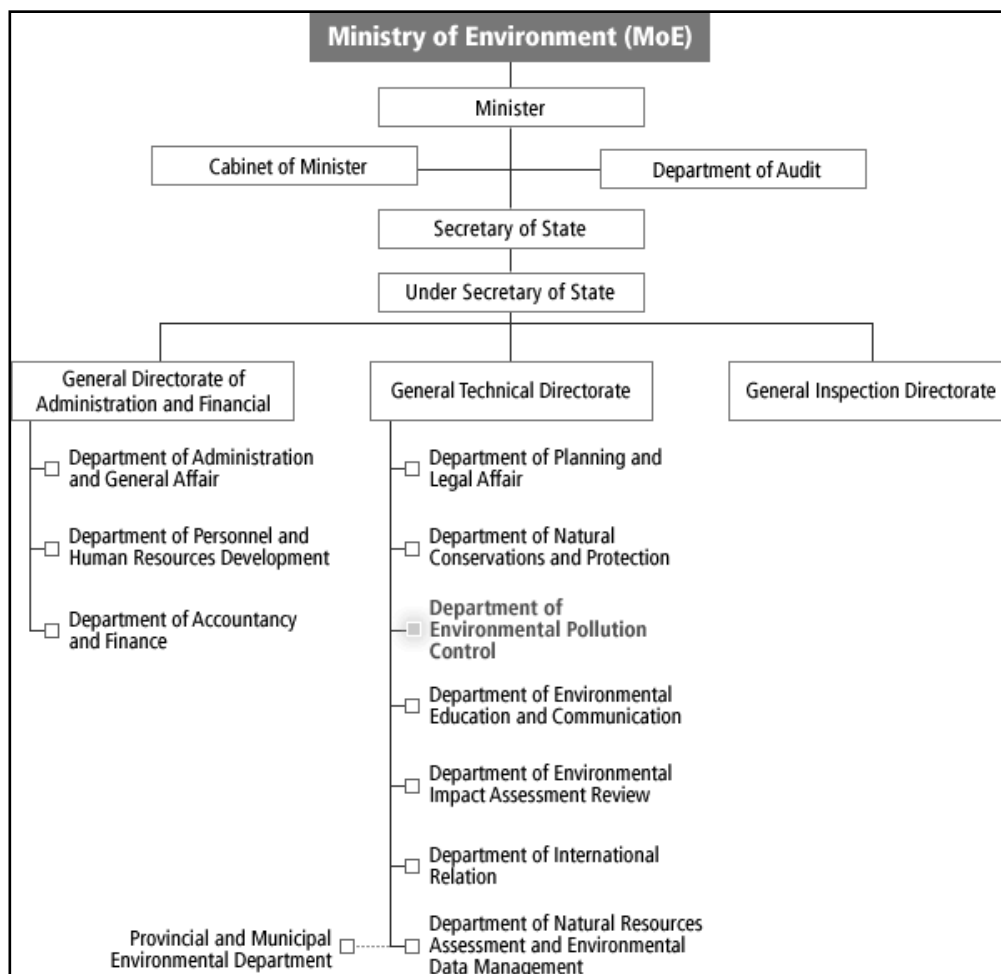 Ministry of Environment (MoE)
Minister
Cabinet of Minister
Department of Audit
Secretary of State
Under Secretary of State
General Directorate of
Administration and Financial
General Technical Directorate
General Inspection Directorate
Department of Administration
and General Affair
Department of Personnel and
Human Resources Development
Department of Accountancy
and Finance
Department of Planning and
Legal Affair
Department of Natural
Conservations and Protection
Department of
Environmental Pollution
Control
Department of Environmental
Education and Communication
Department of Environmental
Impact Assessment Review
Department of International
Relation
Provincial and Municipal
Environmental Department
Department of Natural Resources
Assessment and Environmental
Data Management